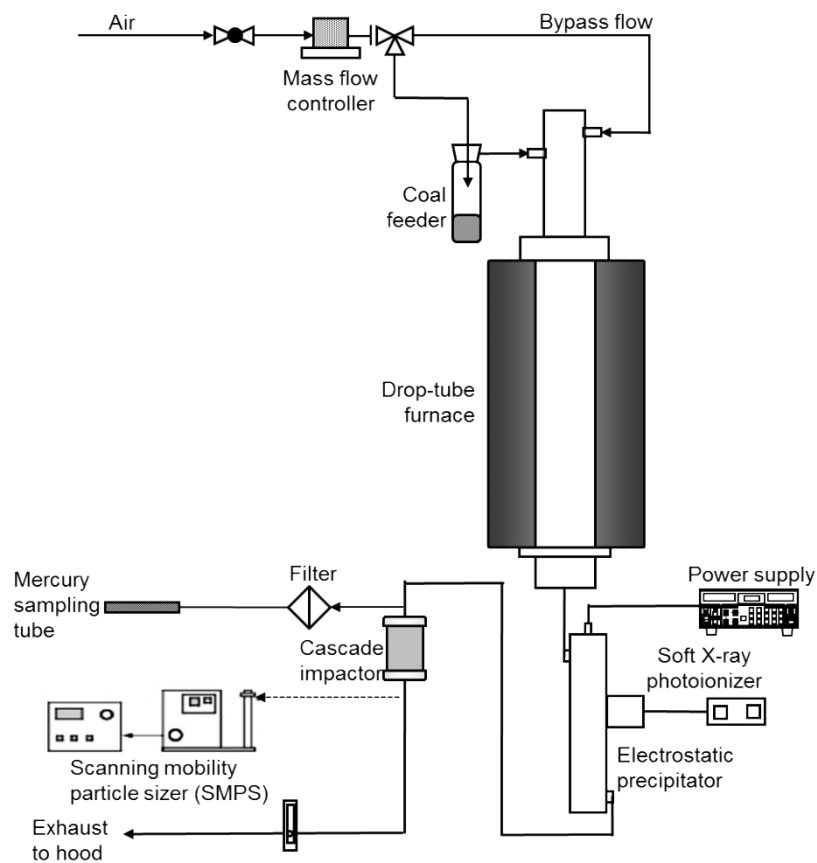 Air
Bypass flow
Mass flow
controller
Coal
feeder
Drop-tube
furnace
Mercury
sampling
tube
Filter
Cascade
impactor
Power supply
Soft X-ray
photoionizer
Electrostatic
precipitator
Scanning mobility
particle sizer (SMPS)
Exhaust
to hood